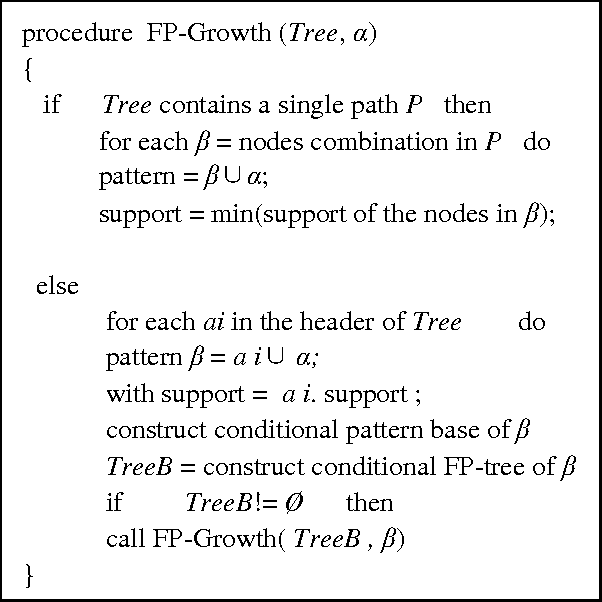 procedure FP-Growth (Tree, α)
{
if Tree contains a single path P then
for each β = nodes combination in P do
pattern = β ∪ α;
support = min(support of the nodes in β);
else
for each ai in the header of Tree do
pattern β = a i ∪ α;
with support = a i. support ;
construct conditional pattern base of β
TreeB = construct conditional FP-tree of β
if TreeB != Ø then
call FP-Growth( TreeB , β)
}